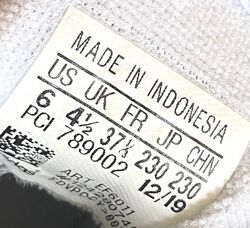 MADE IN INDONESIA
US UK FR JP CHN
6 4½ 37⅓ 230 230
PCI 789002 12/19